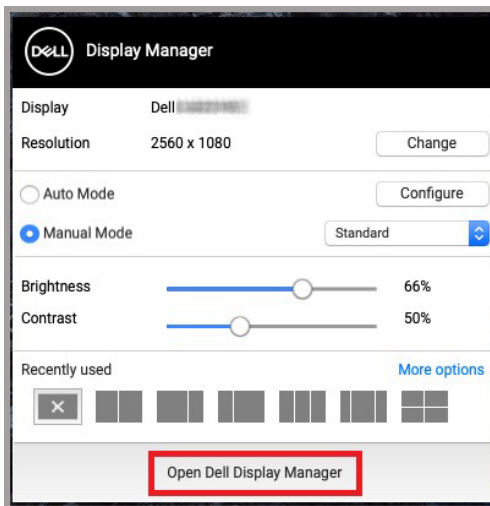 DELL Display Manager
Display Dell
Resolution 2560 x 1080 Change
Auto Mode Configure
Manual Mode Standard
Brightness 66%
Contrast 50%
Recently used More options
Open Dell Display Manager